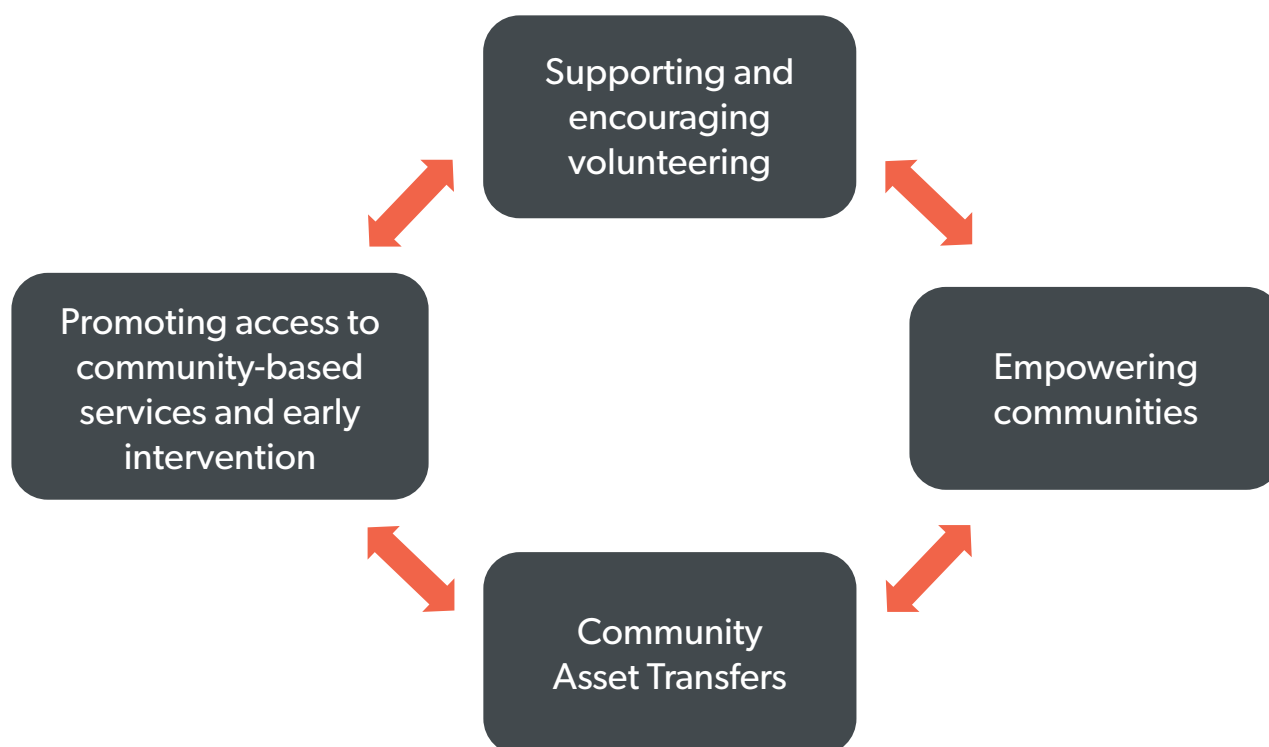 Supporting and
encouraging
volunteering
Promoting access to
community-based
services and early
intervention
Empowering
communities
Community
Asset Transfers